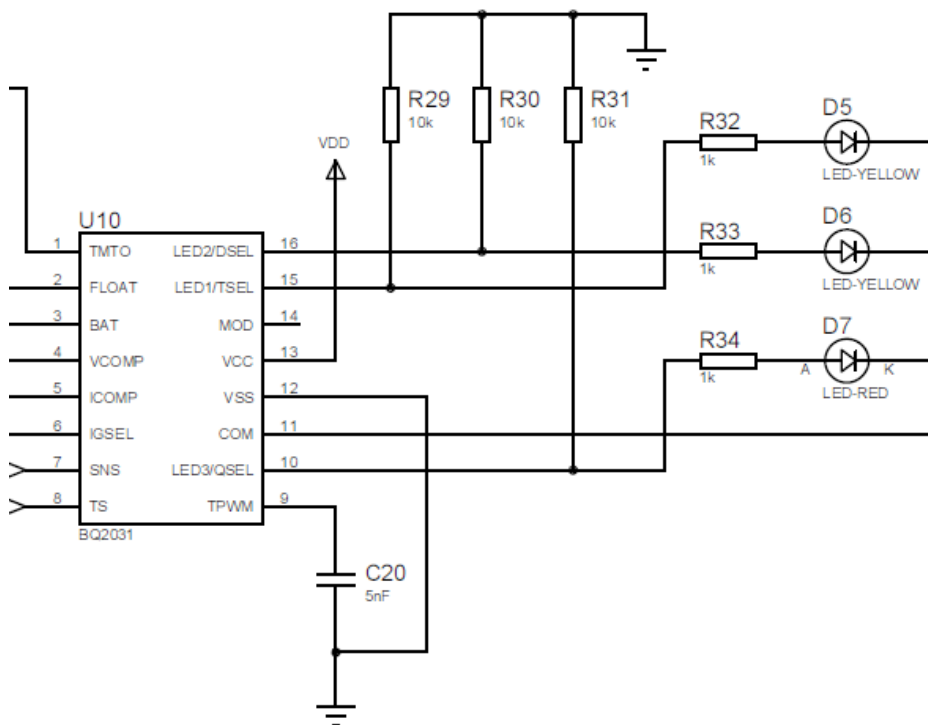 R29
10k
R30
10k
R31
10k
R32
1k
D5
LED-YELLOW
VDD
U10
1 TMTO LED2/DSEL 16
2 FLOAT LED1/TSEL 15
3 BAT MOD 14
4 VCOMP VCC 13
5 ICOMP VSS 12
6 IGSEL COM 11
7 SNS LED3/QSEL 10
8 TS TPWM 9
BQ2031
R33
1k
D6
LED-YELLOW
R34
1k
D7
A K
LED-RED
C20
5nF